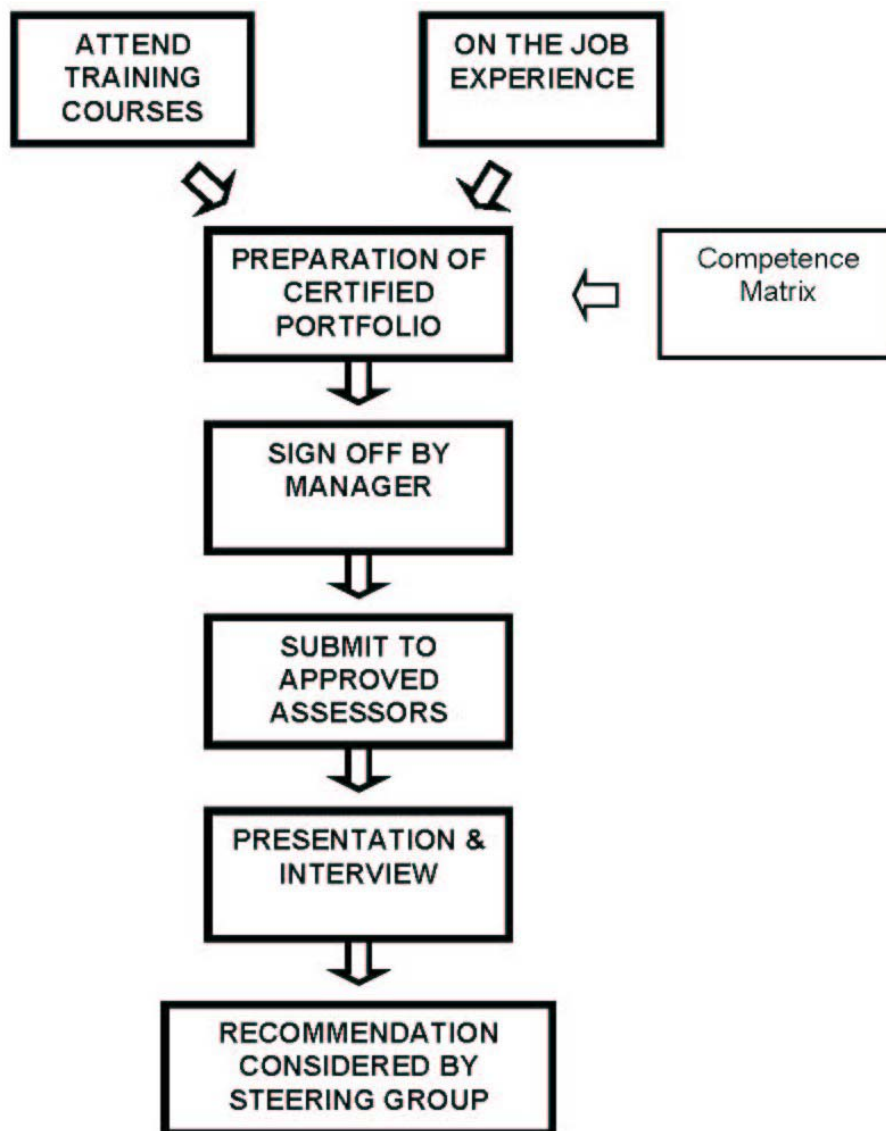 ATTEND
TRAINING
COURSES
ON THE JOB
EXPERIENCE
PREPARATION OF
CERTIFIED
PORTFOLIO
Competence
Matrix
SIGN OFF BY
MANAGER
SUBMIT TO
APPROVED
ASSESSORS
PRESENTATION &
INTERVIEW
RECOMMENDATION
CONSIDERED BY
STEERING GROUP